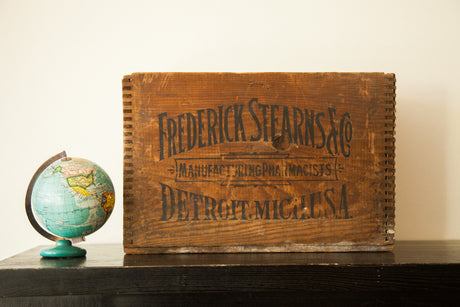 FREDERICK STEARNS & CO
MANUFACTURING PHARMACISTS
DETROIT, MICH. U.S.A.